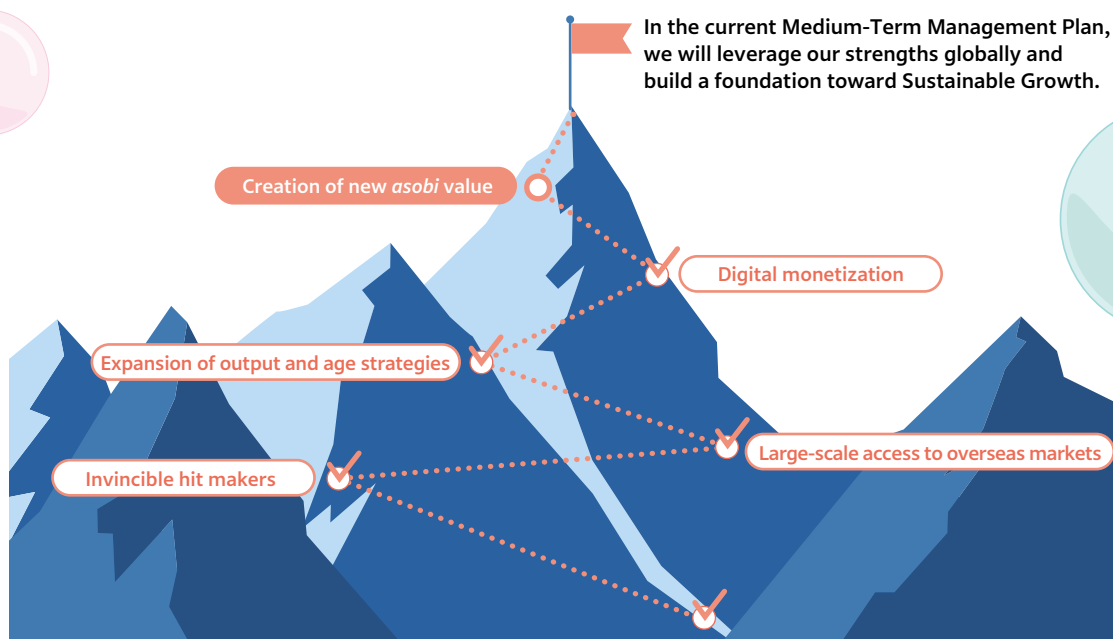 In the current Medium-Term Management Plan,
we will leverage our strengths globally and
build a foundation toward Sustainable Growth.
Creation of new asobi value
Digital monetization
Expansion of output and age strategies
Large-scale access to overseas markets
Invincible hit makers